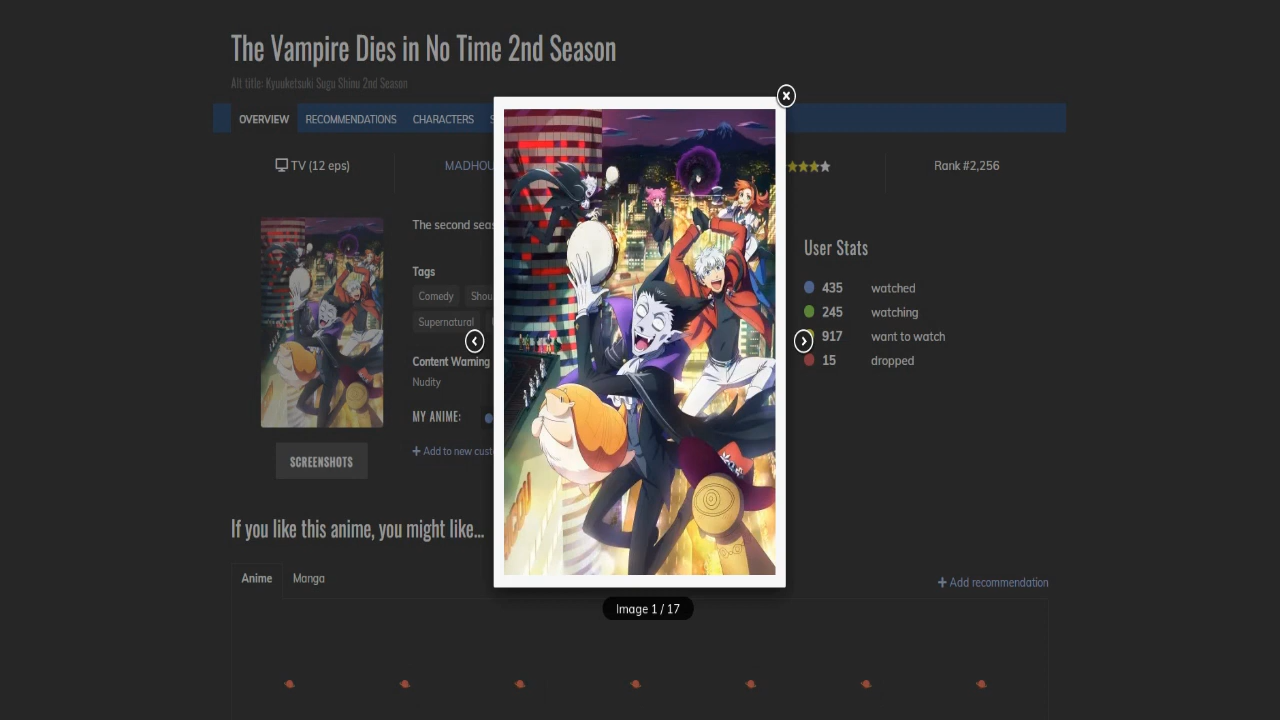 The Vampire Dies in No Time 2nd Season
Alt title: Kyuuketsuki Sugu Shinu 2nd Season
OVERVIEW RECOMMENDATIONS CHARACTERS S
TV (12 eps) MADHOU Rank #2,256
The second seas
Tags
Comedy Shou
Supernatural
Content Warning
Nudity
MY ANIME:
+ Add to new cust
SCREENSHOTS
User Stats
435 watched
245 watching
917 want to watch
15 dropped
If you like this anime, you might like...
Anime Manga
+ Add recommendation
Image 1 / 17